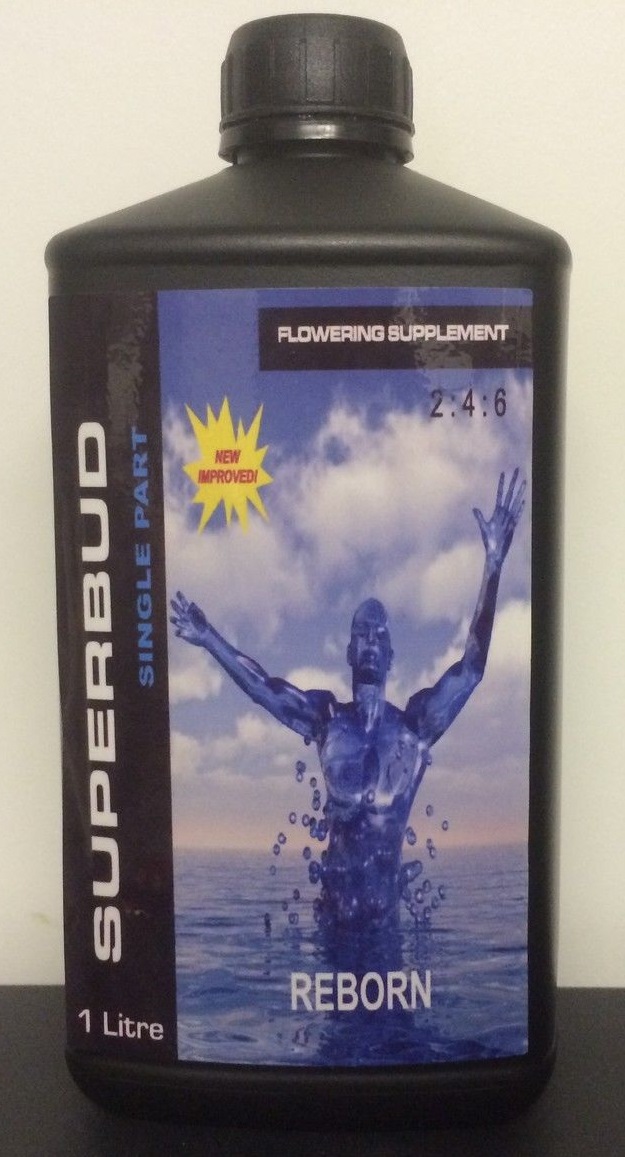 FLOWERING SUPPLEMENT
2:4:6
NEW
IMPROVED!
SUPERBUD
SINGLE PART
REBORN
1 Litre